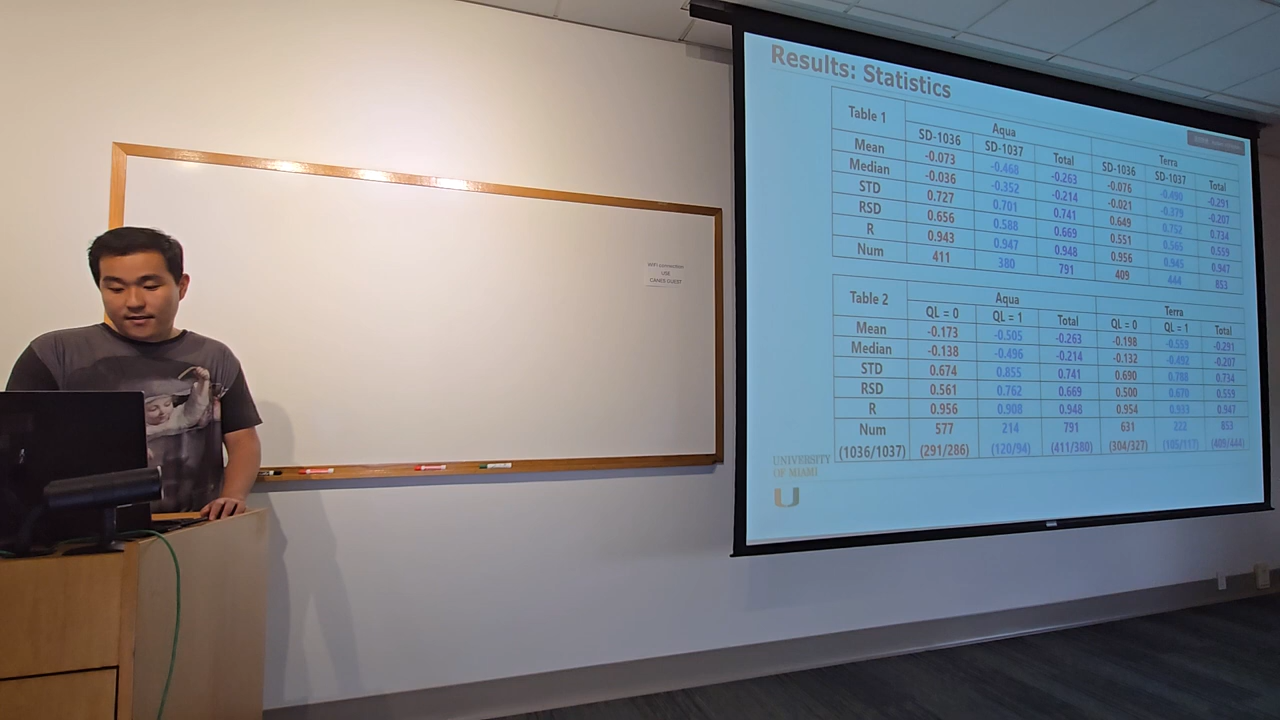 Results: Statistics
Table 1 Aqua Terra
SD-1036 SD-1037 Total SD-1036 SD-1037 Total
Mean -0.073 -0.468 -0.263 -0.076 -0.490 -0.291
Median -0.036 -0.352 -0.214 -0.021 -0.379 -0.207
STD 0.727 0.701 0.741 0.649 0.752 0.734
RSD 0.656 0.588 0.669 0.551 0.565 0.559
R 0.943 0.947 0.948 0.956 0.945 0.947
Num 411 380 791 409 444 853
Table 2 Aqua Terra
QL = 0 QL = 1 Total QL = 0 QL = 1 Total
Mean -0.173 -0.505 -0.263 -0.198 -0.559 -0.291
Median -0.138 -0.496 -0.214 -0.132 -0.492 -0.207
STD 0.674 0.855 0.741 0.690 0.788 0.734
RSD 0.561 0.762 0.669 0.500 0.670 0.559
R 0.956 0.908 0.948 0.954 0.933 0.947
Num 577 214 791 631 222 853
(1036/1037) (291/286) (120/94) (411/380) (304/327) (105/117) (409/444)
UNIVERSITY
OF MIAMI
WIFI connection
USE
CANES GUEST